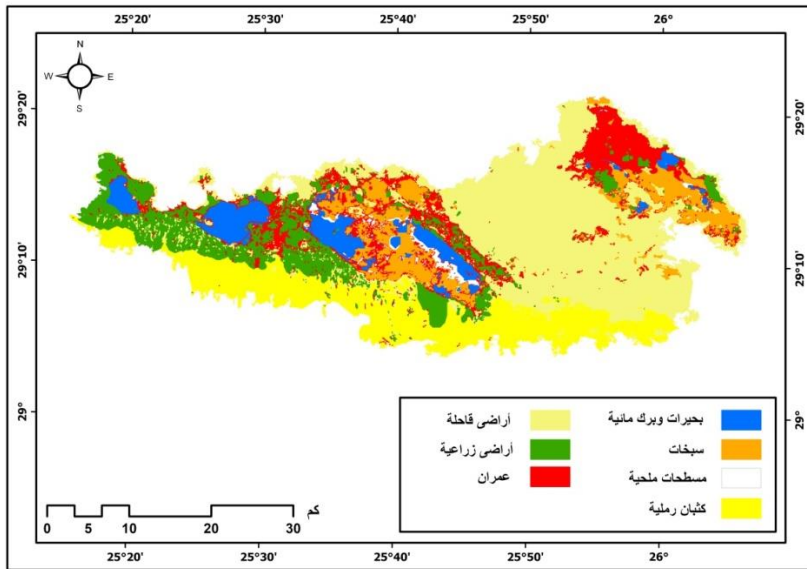 25°20' 25°30' 25°40' 25°50' 26°
N
W E
S
29°20' 29°20'
29°10' 29°10'
29° 29°
أراضى قاحلة
أراضى زراعية
عمران
بحيرات وبرك مائية
سبخات
مسطحات ملحية
كثبان رملية
كم
0 5 10 20 30
25°20' 25°30' 25°40' 25°50' 26°